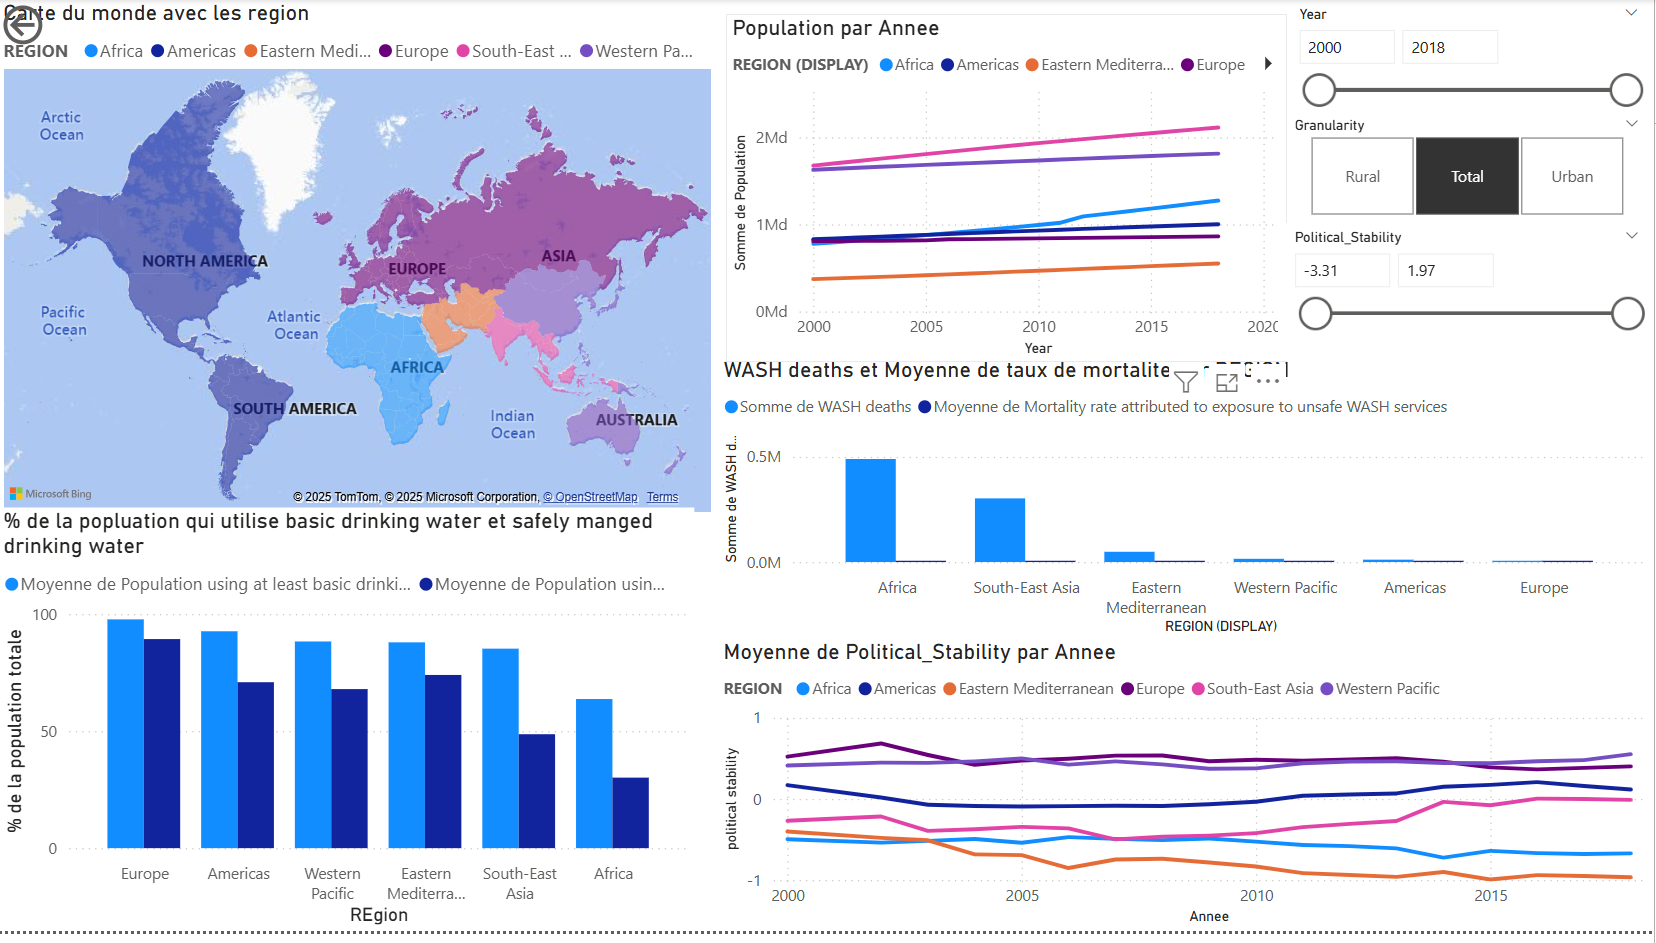 Carte du monde avec les region
REGION Africa Americas Eastern Medi... Europe South-East ... Western Pa...
Arctic
Ocean
NORTH AMERICA
EUROPE
ASIA
Pacific
Ocean
Atlantic
Ocean
AFRICA
SOUTH AMERICA
Indian
Ocean
AUSTRALIA
Microsoft Bing
© 2025 TomTom, © 2025 Microsoft Corporation, © OpenStreetMap Terms
% de la popluation qui utilise basic drinking water et safely manged
drinking water
Moyenne de Population using at least basic drinki... Moyenne de Population usin...
% de la population totale
100
50
0
Europe
Americas
Western
Pacific
Eastern
Mediterra...
South-East
Asia
Africa
REgion
Population par Annee
REGION (DISPLAY) Africa Americas Eastern Mediterra... Europe
Somme de Population
2Md
1Md
0Md
2000 2005 2010 2015 2020
Year
Year
2000 2018
Granularity
Rural Total Urban
Political_Stability
-3.31 1.97
WASH deaths et Moyenne de taux de mortalite
Somme de WASH deaths Moyenne de Mortality rate attributed to exposure to unsafe WASH services
Somme de WASH d...
0.5M
0.0M
Africa
South-East Asia
Eastern
Mediterranean
Western Pacific
Americas
Europe
REGION (DISPLAY)
Moyenne de Political_Stability par Annee
REGION Africa Americas Eastern Mediterranean Europe South-East Asia Western Pacific
political stability
1
0
-1
2000 2005 2010 2015
Annee